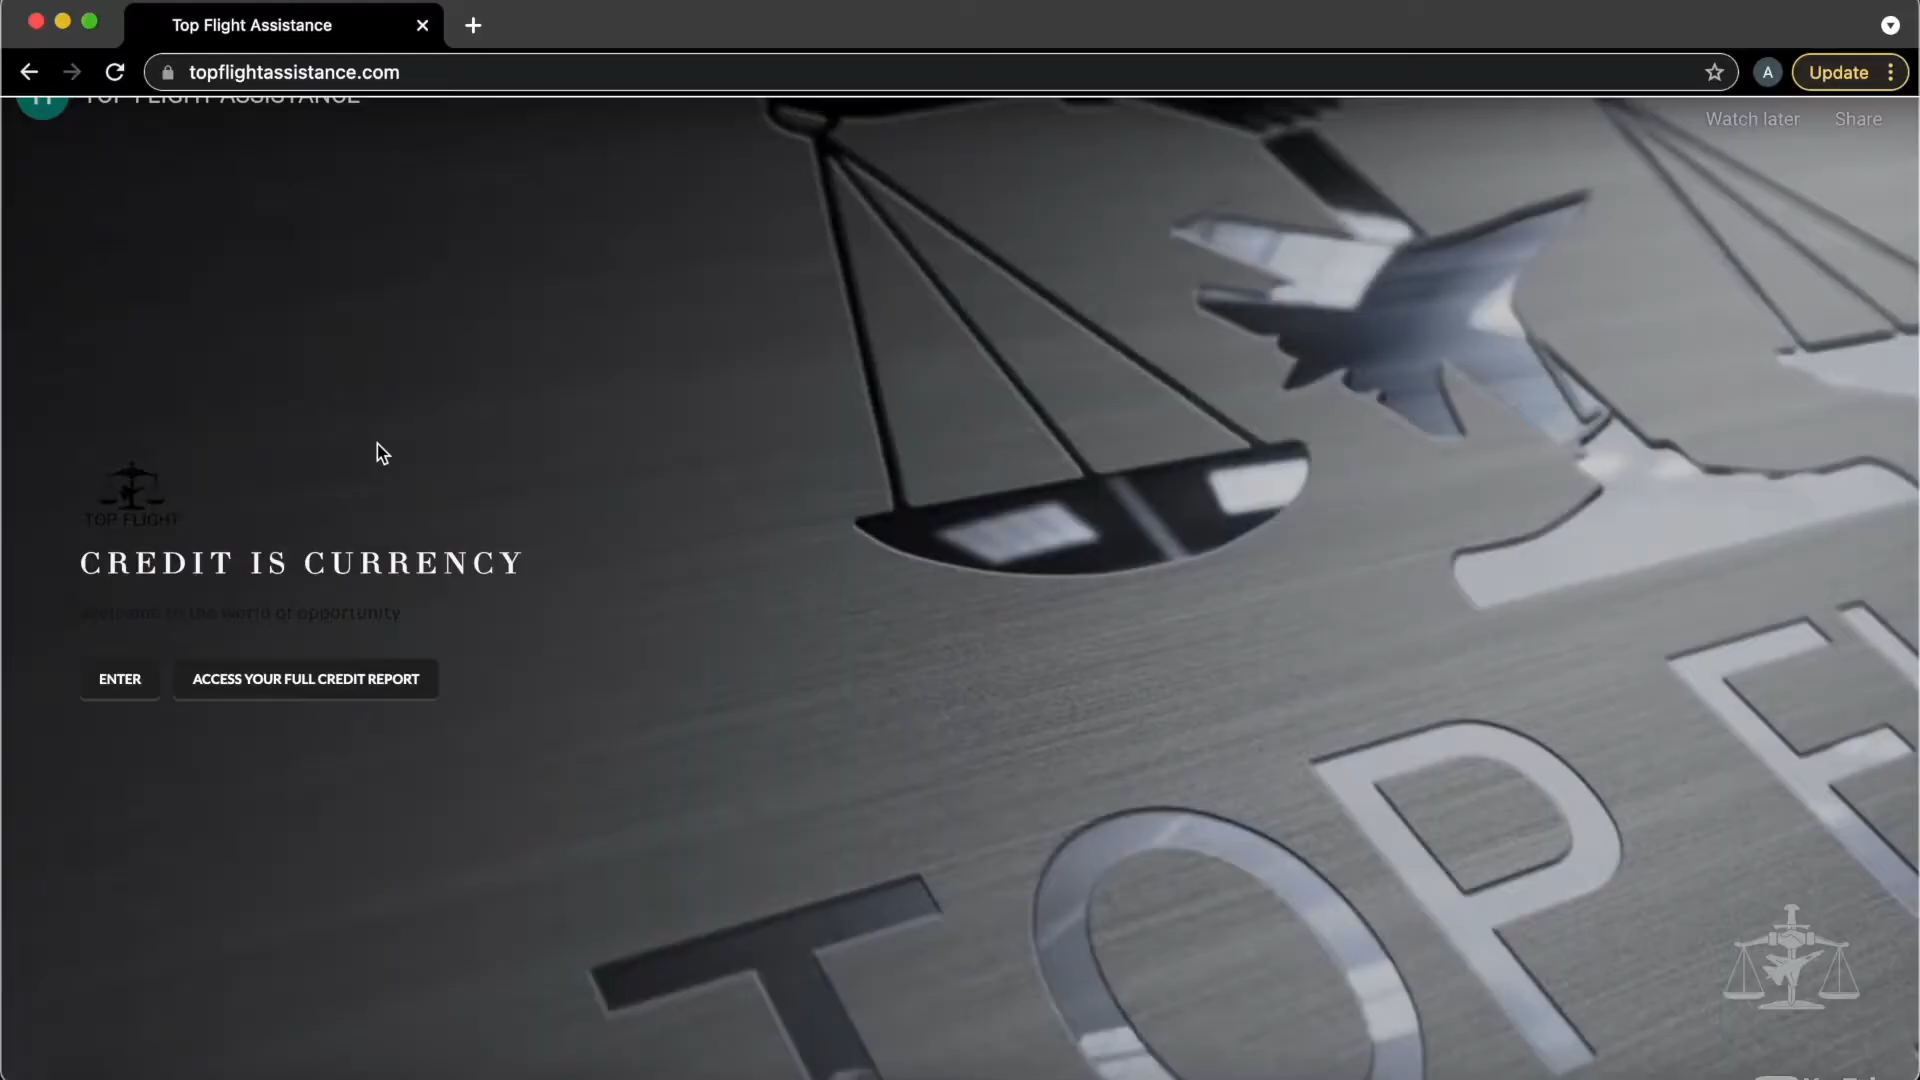 Top Flight Assistance
topflightassistance.com
A
Update
TOP FLIGHT ASSISTANCE
Watch later
Share
TOP FLIGHT
CREDIT IS CURRENCY
Welcome to the world of opportunity
ENTER
ACCESS YOUR FULL CREDIT REPORT
TOP